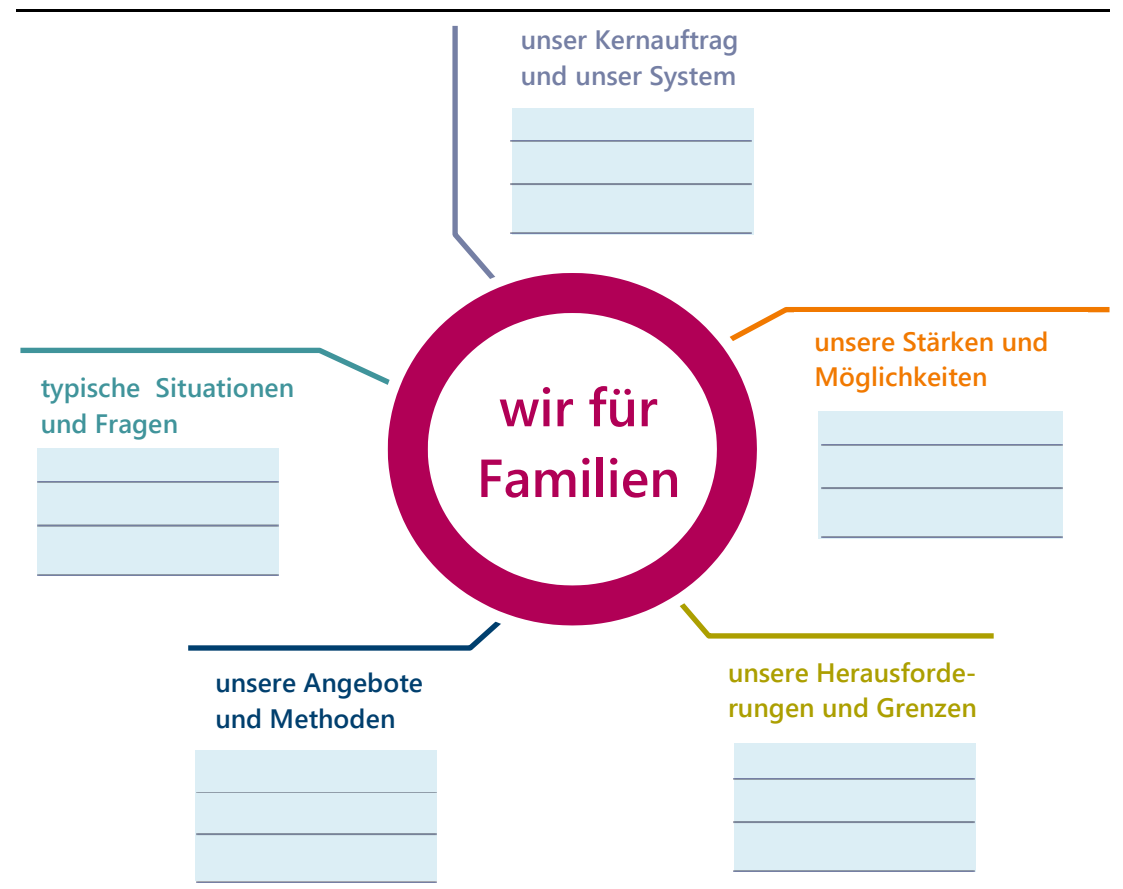 unser Kernauftrag
und unser System
unsere Stärken und
Möglichkeiten
typische Situationen
und Fragen
wir für
Familien
unsere Herausforde-
rungen und Grenzen
unsere Angebote
und Methoden